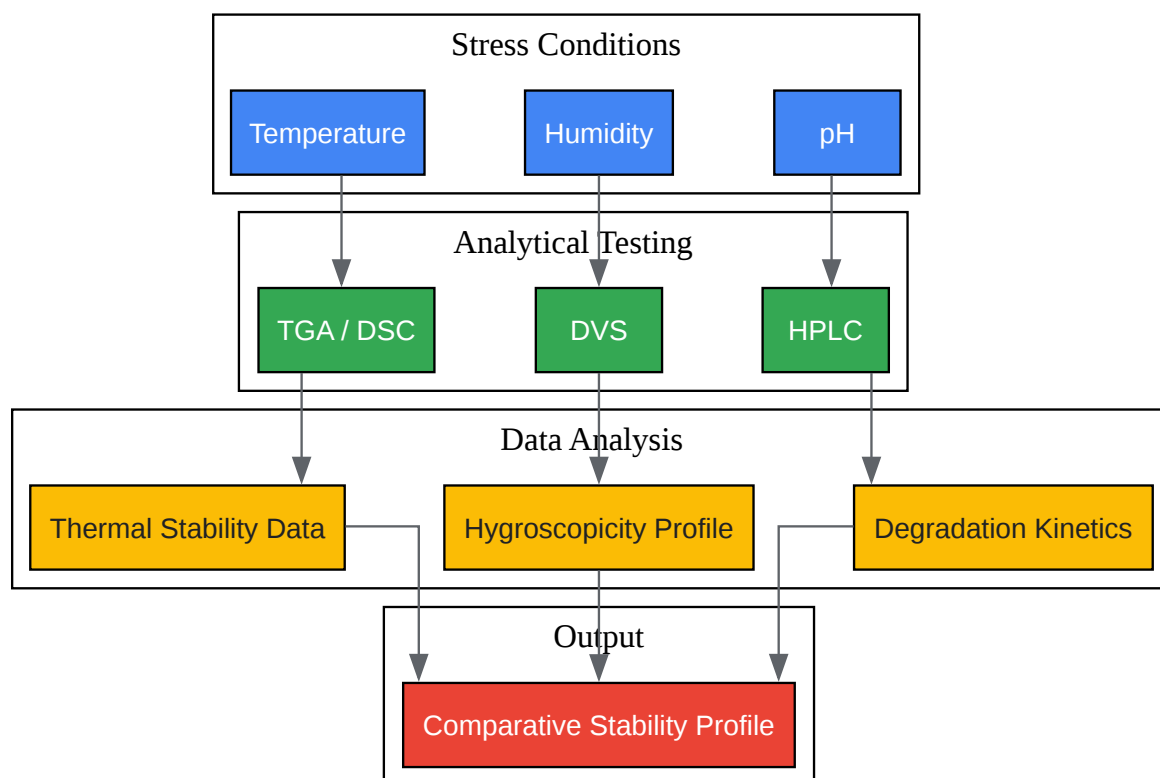 Stress Conditions
Temperature
Humidity
pH
Analytical Testing
TGA / DSC
DVS
HPLC
Data Analysis
Thermal Stability Data
Hygroscopicity Profile
Degradation Kinetics
Output
Comparative Stability Profile